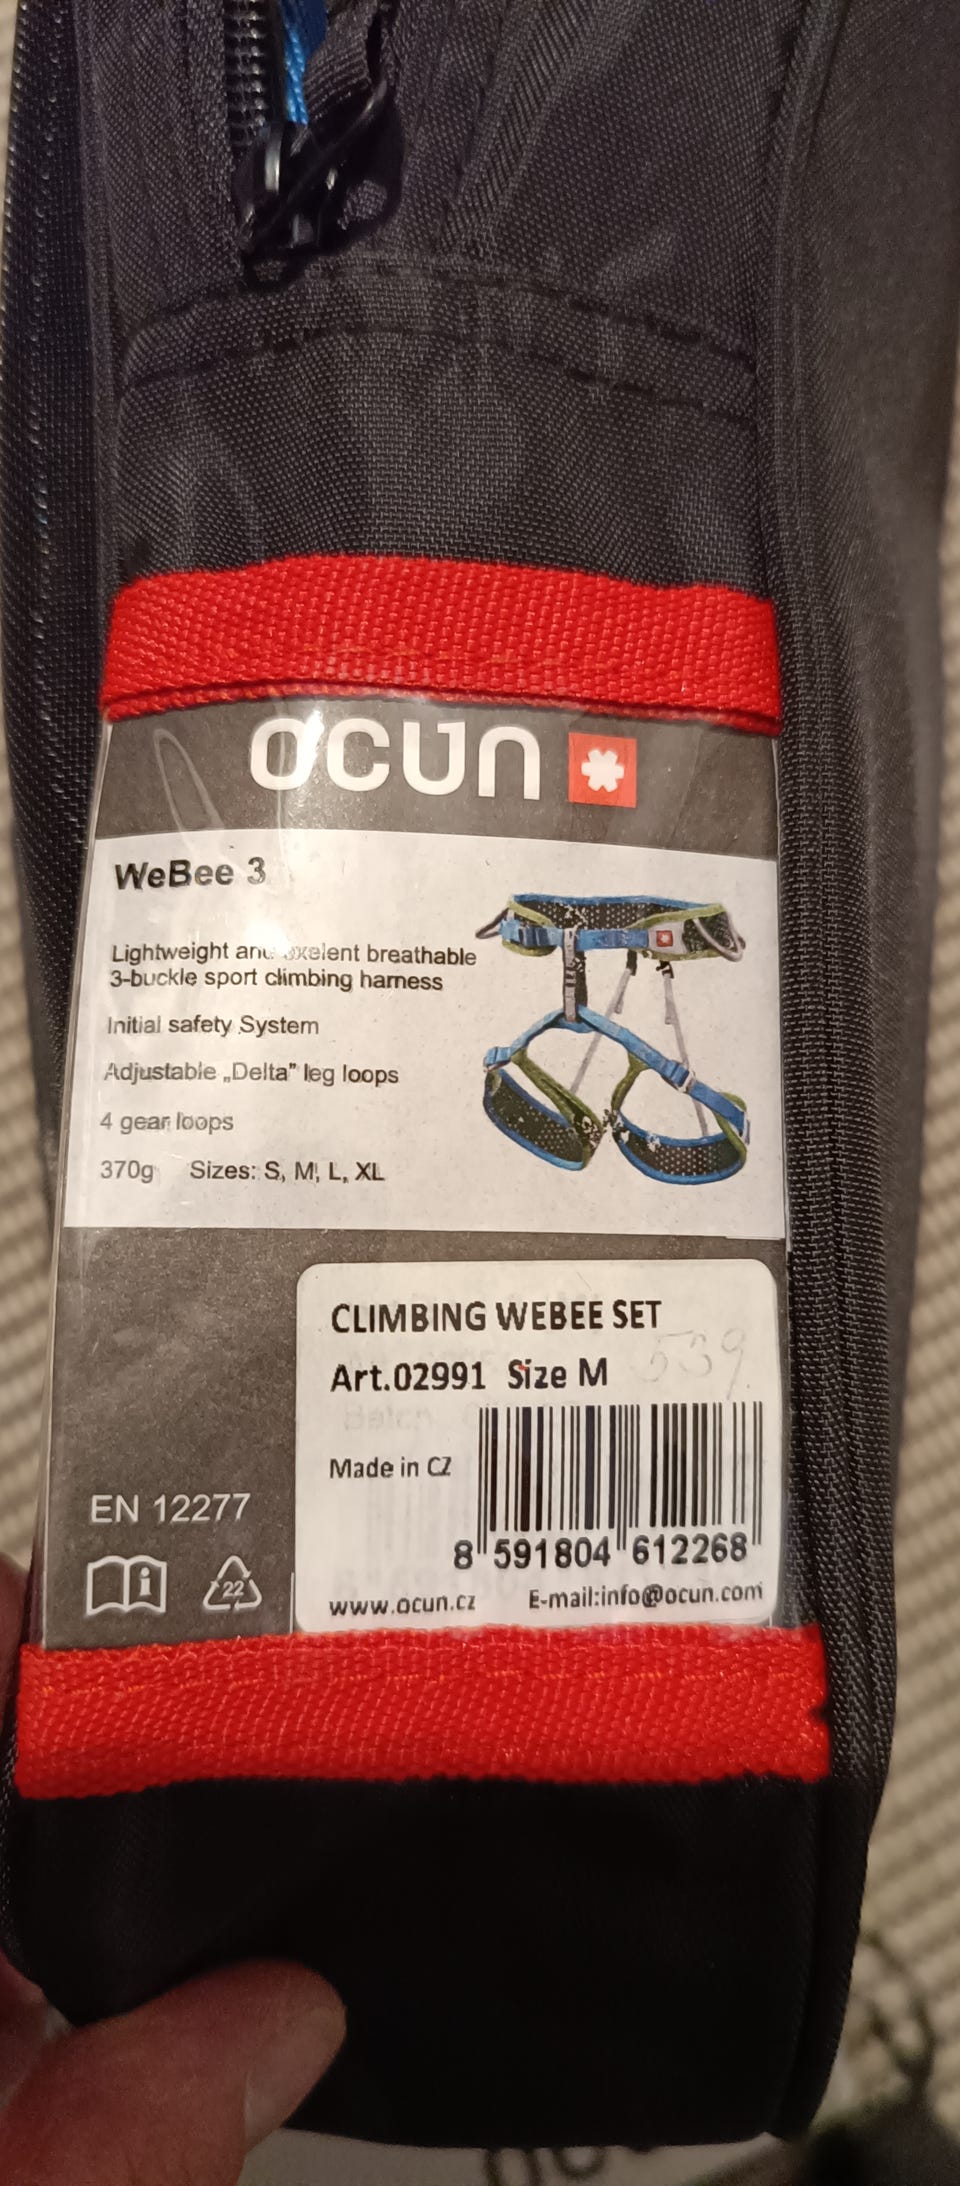 OCUN
WeBee 3
Lightweight and exelent breathable
3-buckle sport climbing harness
Initial safety System
Adjustable „Delta” leg loops
4 gear loops
370g Sizes: S, M, L, XL
CLIMBING WEBEE SET
Art.02991 Size M
539
Made in CZ
8 591804 612268
www.ocun.cz E-mail:info@ocun.com
EN 12277
i
22